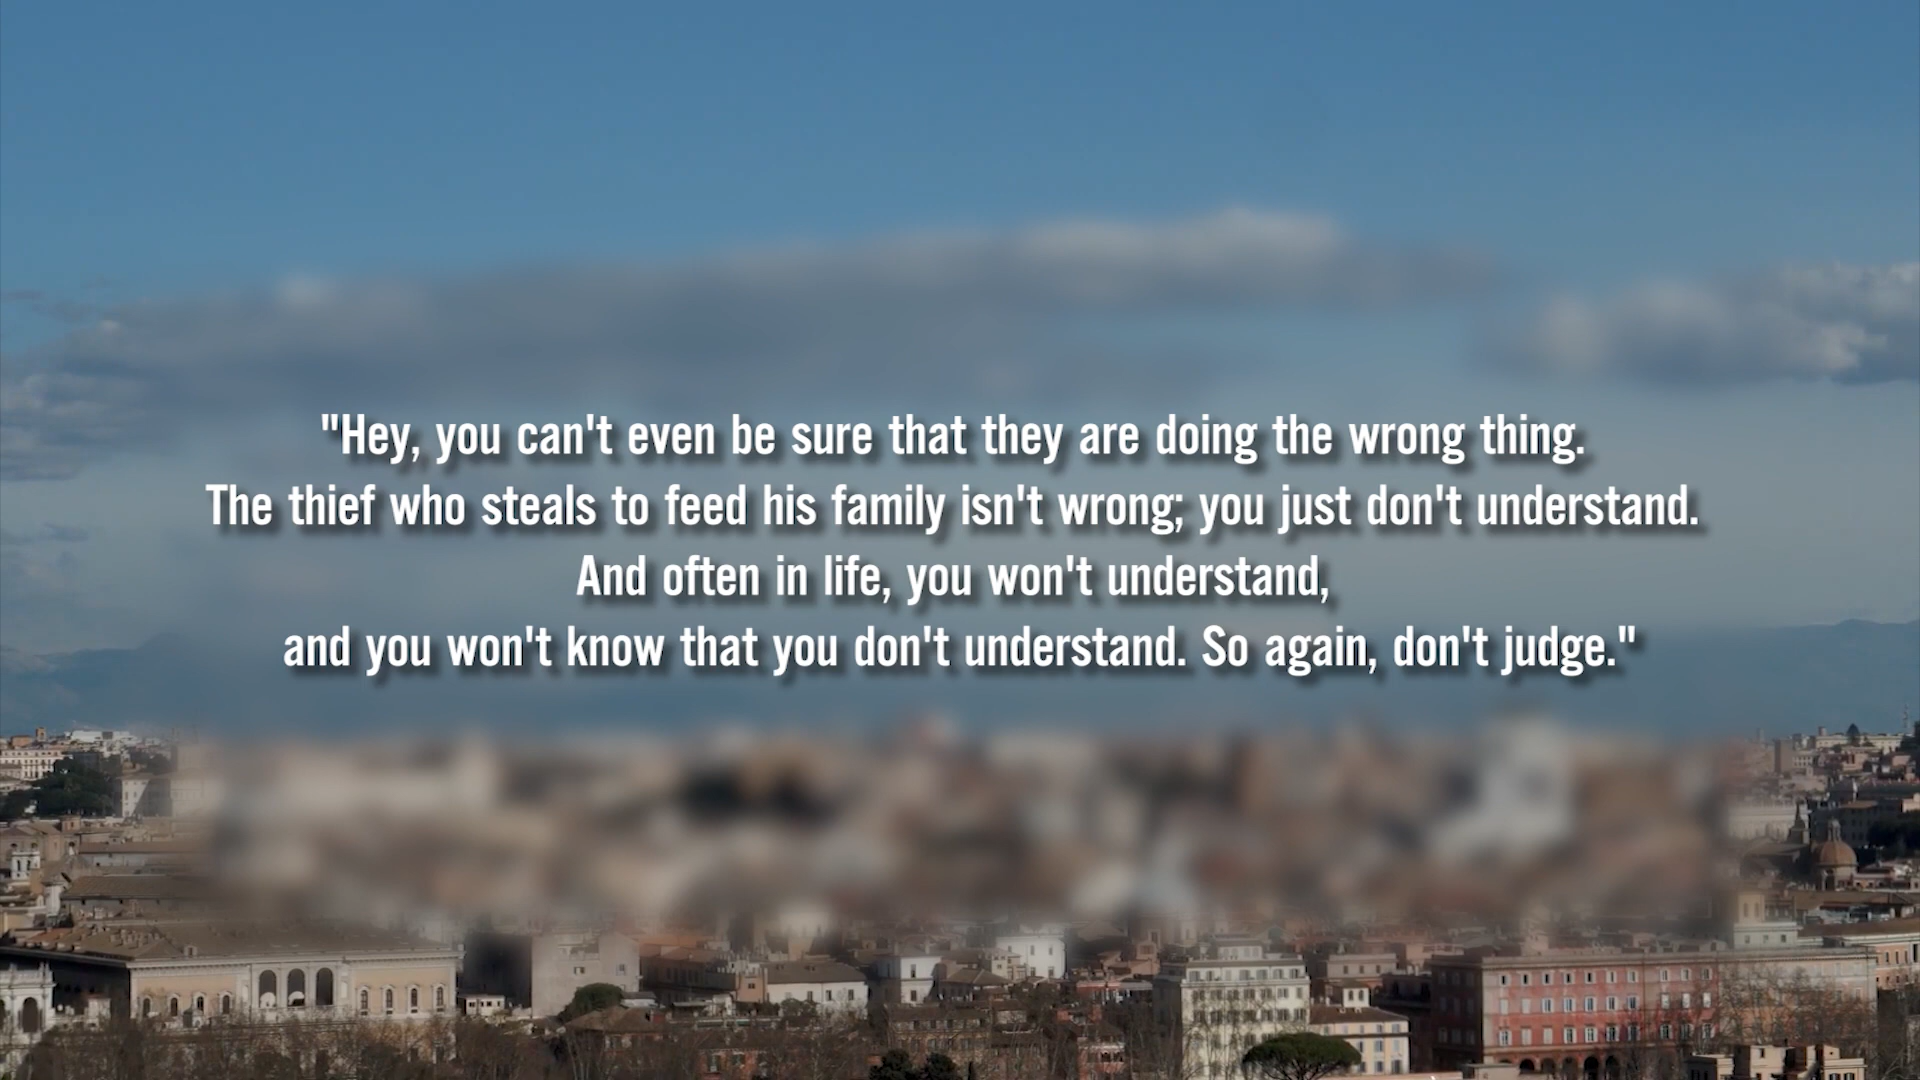 "Hey, you can't even be sure that they are doing the wrong thing.
The thief who steals to feed his family isn't wrong; you just don't understand.
And often in life, you won't understand,
and you won't know that you don't understand. So again, don't judge."